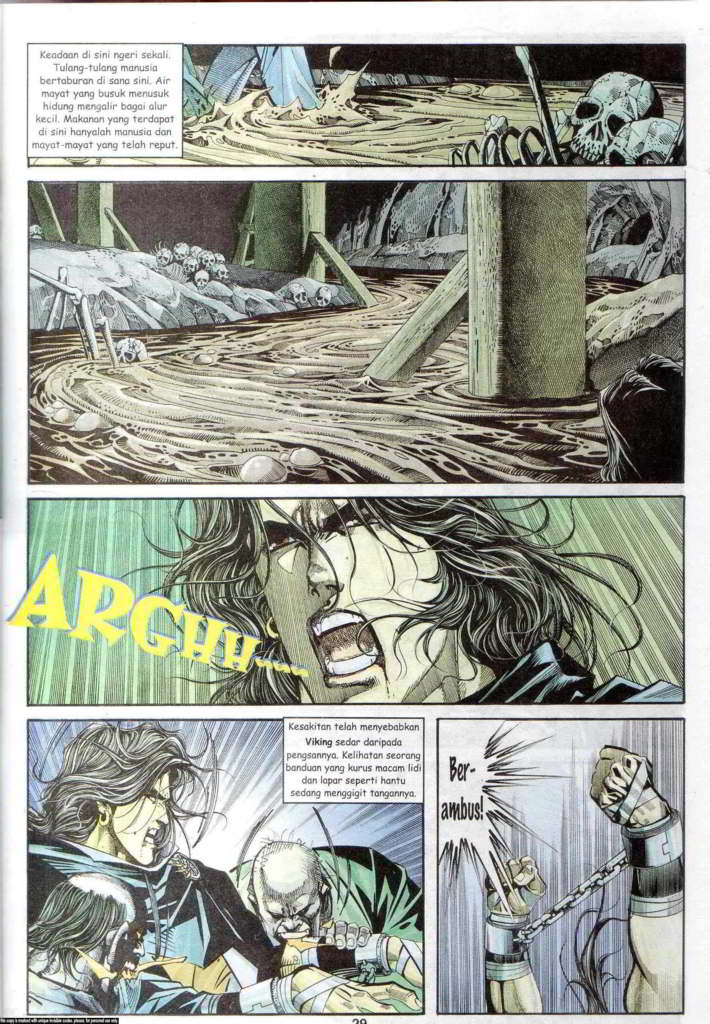 Keadaan di sini ngeri sekali.
Tulang-tulang manusia
bertaburan di sana sini. Air
mayat yang busuk menusuk
hidung mengalir bagai alur
kecil. Makanan yang terdapat
di sini hanyalah manusia dan
mayat-mayat yang telah reput.
ARGHH......
Kesakitan telah menyebabkan
Viking sedar daripada
pengsannya. Kelihatan seorang
banduan yang kurus macam lidi
dan lapar seperti hantu
sedang menggigit tangannya.
Ber-
ambus!
29